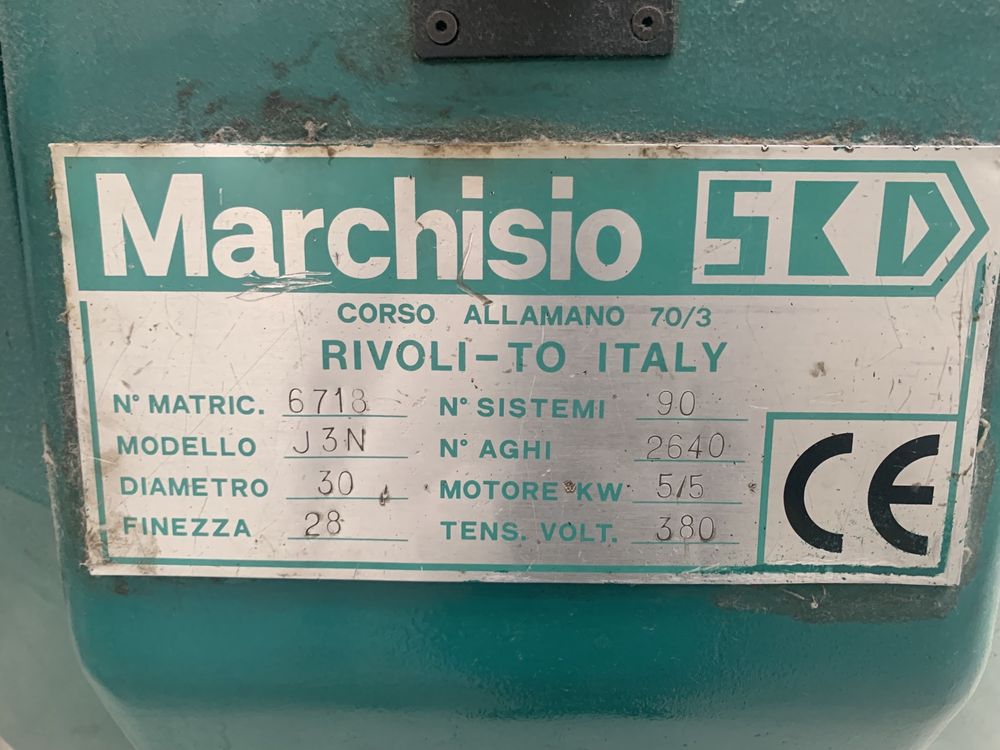 Marchisio SKD
CORSO ALLAMANO 70/3
RIVOLI-TO ITALY
N° MATRIC. 6718 N° SISTEMI 90
MODELLO J3N N° AGHI 2640
DIAMETRO 30 MOTORE KW 5/5
FINEZZA 28 TENS. VOLT. 380
CE